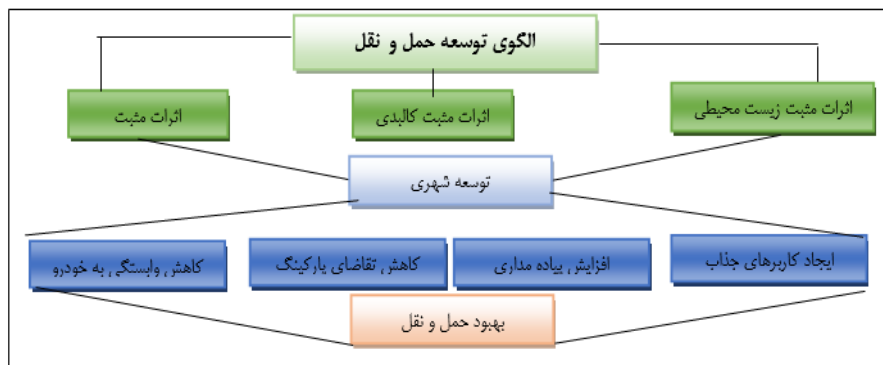 الگوی توسعه حمل و نقل
اثرات مثبت زیست محیطی
اثرات مثبت کالبدی
اثرات مثبت
توسعه شهری
ایجاد کاربرهای جذاب
افزایش پیاده مداری
کاهش تقاضای پارکینگ
کاهش وابستگی به خودرو
بهبود حمل و نقل